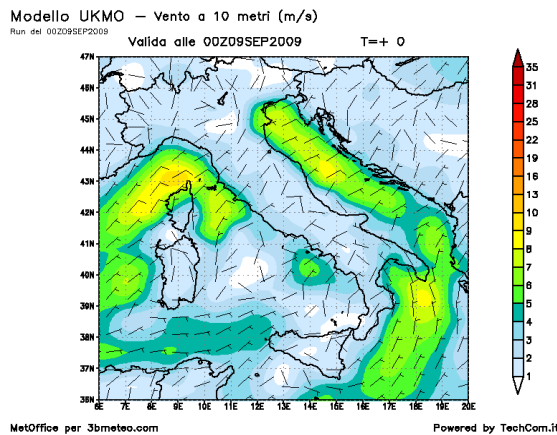 Modello UKMO – Vento a 10 metri (m/s)
Run del 00Z09SEP2009
Valida alle 00Z09SEP2009 T=+ 0
47N
46N
45N
44N
43N
42N
41N
40N
39N
38N
37N
36N
6E 7E 8E 9E 10E 11E 12E 13E 14E 15E 16E 17E 18E 19E 20E
35
31
28
25
22
19
16
13
10
9
8
7
6
5
4
3
2
1
MetOffice per 3bmeteo.com
Powered by TechCom.it